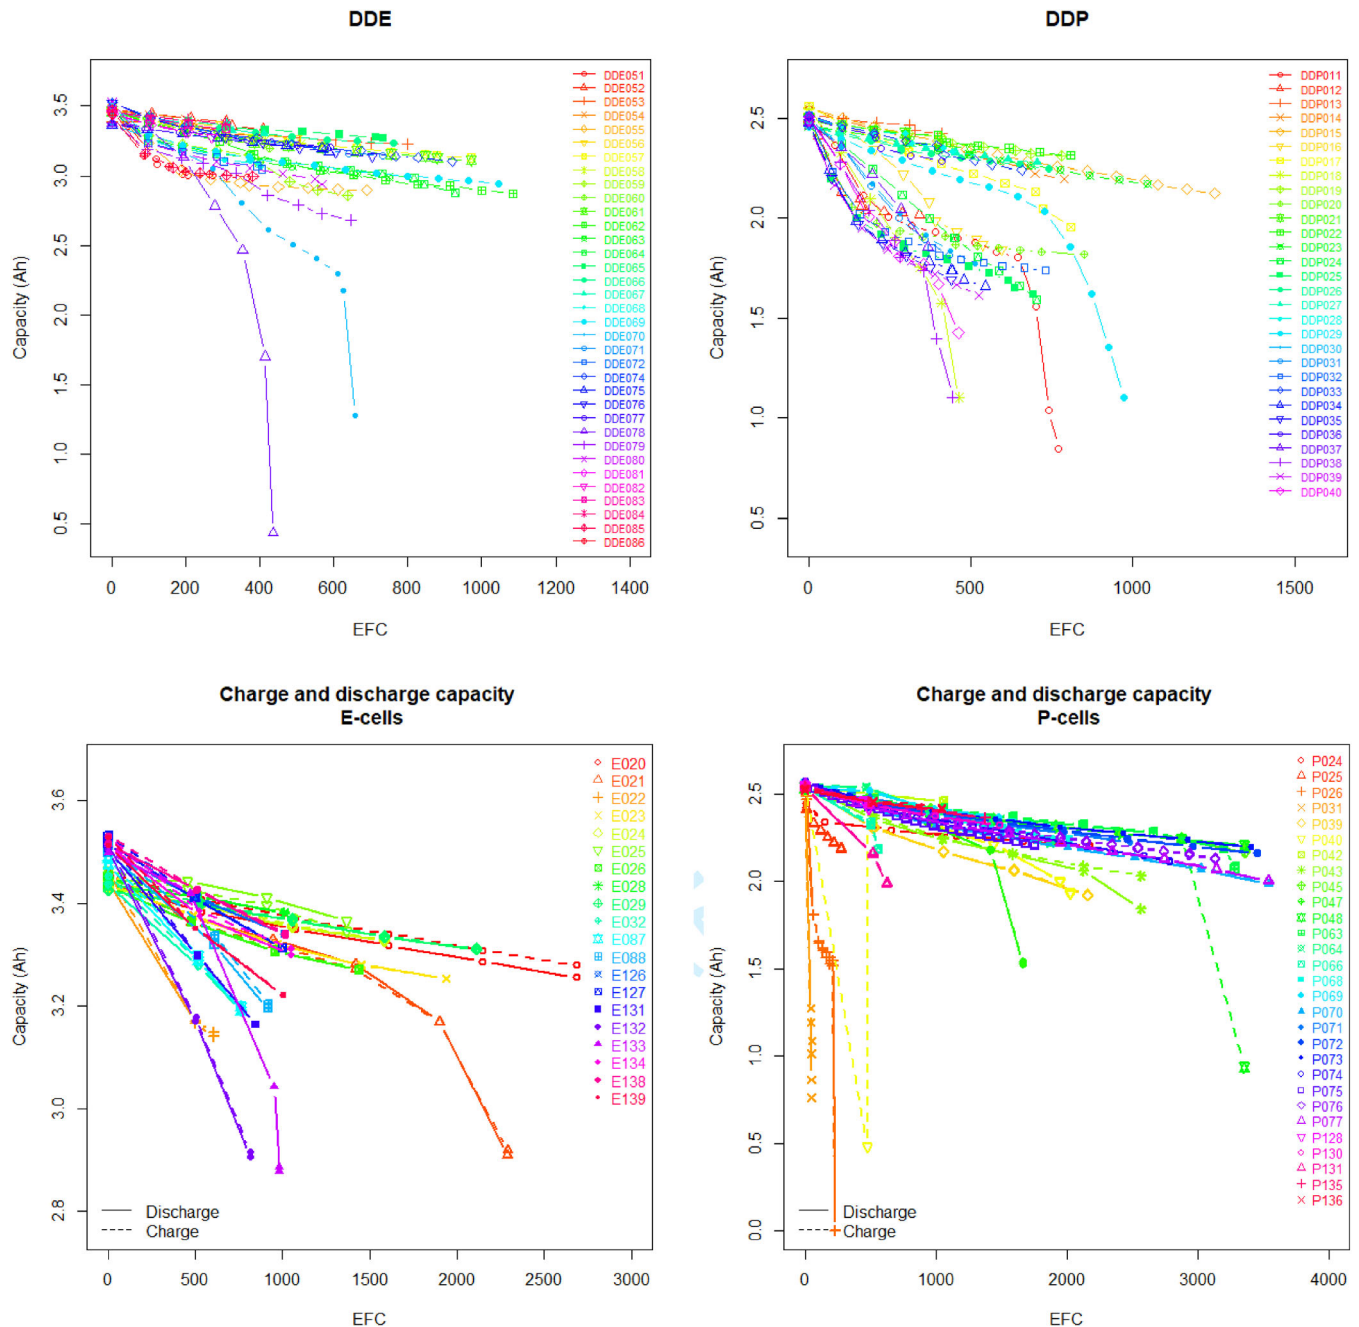 DDE
3.5
3.0
2.5
2.0
1.5
1.0
0.5
Capacity (Ah)
0
200
400
600
800
1000
1200
1400
EFC
DDE051
DDE052
DDE053
DDE054
DDE055
DDE056
DDE057
DDE058
DDE059
DDE060
DDE061
DDE062
DDE063
DDE064
DDE065
DDE066
DDE067
DDE068
DDE069
DDE070
DDE071
DDE072
DDE074
DDE075
DDE076
DDE077
DDE078
DDE079
DDE080
DDE081
DDE082
DDE083
DDE084
DDE085
DDE086
DDP
2.5
2.0
1.5
1.0
0.5
Capacity (Ah)
0
500
1000
1500
EFC
DDP011
DDP012
DDP013
DDP014
DDP015
DDP016
DDP017
DDP018
DDP019
DDP020
DDP021
DDP022
DDP023
DDP024
DDP025
DDP026
DDP027
DDP028
DDP029
DDP030
DDP031
DDP032
DDP033
DDP034
DDP035
DDP036
DDP037
DDP038
DDP039
DDP040
Charge and discharge capacity
E-cells
3.6
3.4
3.2
3.0
2.8
Capacity (Ah)
0
500
1000
1500
2000
2500
3000
EFC
E020
E021
E022
E023
E024
E025
E026
E028
E029
E032
E087
E088
E126
E127
E131
E132
E133
E134
E138
E139
Discharge
Charge
Charge and discharge capacity
P-cells
2.5
2.0
1.5
1.0
0.5
0.0
Capacity (Ah)
0
1000
2000
3000
4000
EFC
P024
P025
P026
P031
P039
P040
P042
P043
P045
P047
P048
P063
P064
P066
P068
P069
P070
P071
P072
P073
P074
P075
P076
P077
P128
P130
P131
P135
P136
Discharge
Charge